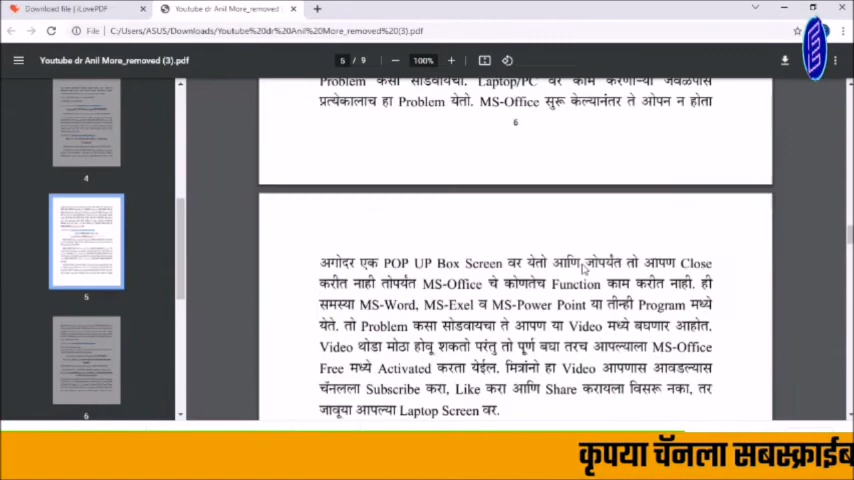 Download file | iLovePDF
Youtube dr Anil More_removed
File | C:/Users/ASUS/Downloads/Youtube%20dr%20Anil%20More_removed%20(3).pdf
Youtube dr Anil More_removed (3).pdf
5 / 9
100%
4
5
6
Problem कसा सोडवायचा. Laptop/PC वर काम करणाऱ्या जवळपास
प्रत्येकालाच हा Problem येतो. MS-Office सुरू केल्यानंतर ते ओपन न होता
6
अगोदर एक POP UP Box Screen वर येतो आणि जोपर्यंत तो आपण Close
करीत नाही तोपर्यंत MS-Office चे कोणतेच Function काम करीत नाही. ही
समस्या MS-Word, MS-Exel व MS-Power Point या तीन्ही Program मध्ये
येते. तो Problem कसा सोडवायचा ते आपण या Video मध्ये बघणार आहोत.
Video थोडा मोठा होवू शकतो परंतु तो पूर्ण बघा तरच आपल्याला MS-Office
Free मध्ये Activated करता येईल. मित्रांनो हा Video आपणास आवडल्यास
चॅनलला Subscribe करा, Like करा आणि Share करायला विसरू नका, तर
जावूया आपल्या Laptop Screen वर.
कृपया चॅनला सबस्क्राईब